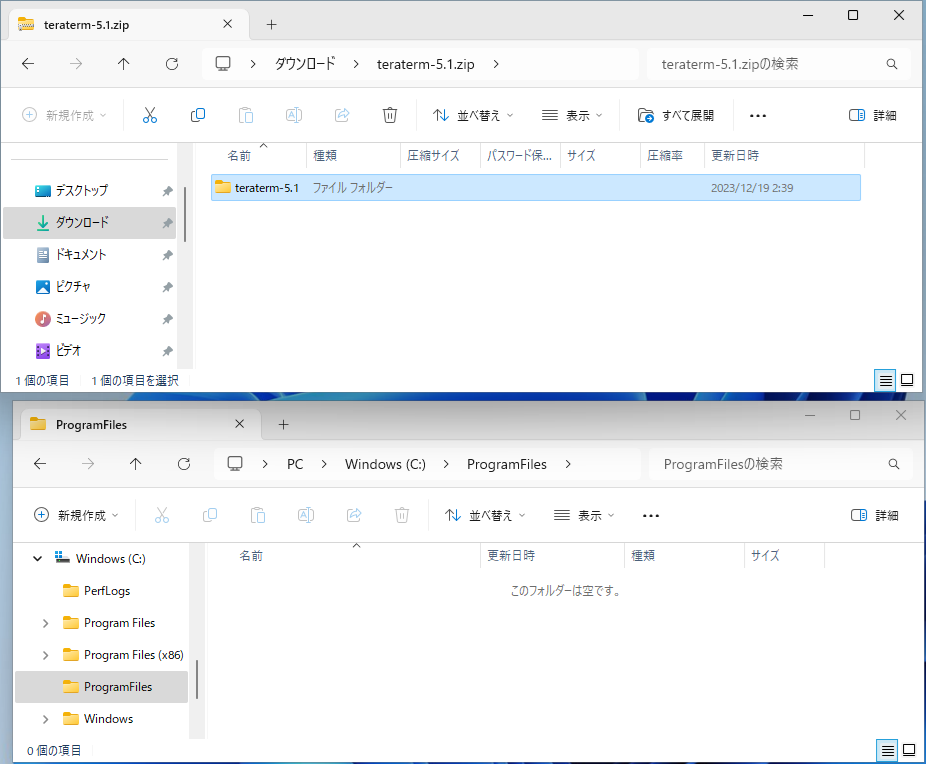 teraterm-5.1.zip
ダウンロード
teraterm-5.1.zip
teraterm-5.1.zipの検索
新規作成
並べ替え
表示
すべて展開
詳細
名前
種類
圧縮サイズ
パスワード保...
サイズ
圧縮率
更新日時
teraterm-5.1
ファイル フォルダー
2023/12/19 2:39
デスクトップ
ダウンロード
ドキュメント
ピクチャ
ミュージック
ビデオ
1 個の項目
1 個の項目を選択
ProgramFiles
PC
Windows (C:)
ProgramFiles
ProgramFilesの検索
新規作成
並べ替え
表示
詳細
名前
更新日時
種類
サイズ
このフォルダーは空です。
Windows (C:)
PerfLogs
Program Files
Program Files (x86)
ProgramFiles
Windows
0 個の項目